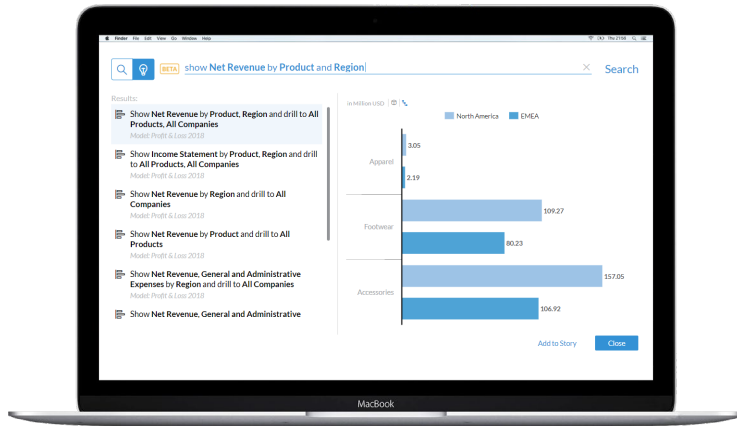 Finder File Edit View Go Window Help
Thu 21:50
BETA show Net Revenue by Product and Region
Search
Results:
Show Net Revenue by Product, Region and drill to All
Products, All Companies
Model: Profit & Loss 2018
Show Income Statement by Product, Region and drill
to All Products, All Companies
Model: Profit & Loss 2018
Show Net Revenue by Region and drill to All
Companies
Model: Profit & Loss 2018
Show Net Revenue by Product and drill to All
Products
Model: Profit & Loss 2018
Show Net Revenue, General and Administrative
Expenses by Region and drill to All Companies
Model: Profit & Loss 2018
Show Net Revenue, General and Administrative
in Million USD
North America EMEA
Apparel
3.05
2.19
Footwear
109.27
80.23
Accessories
157.05
106.92
Add to Story Close
MacBook